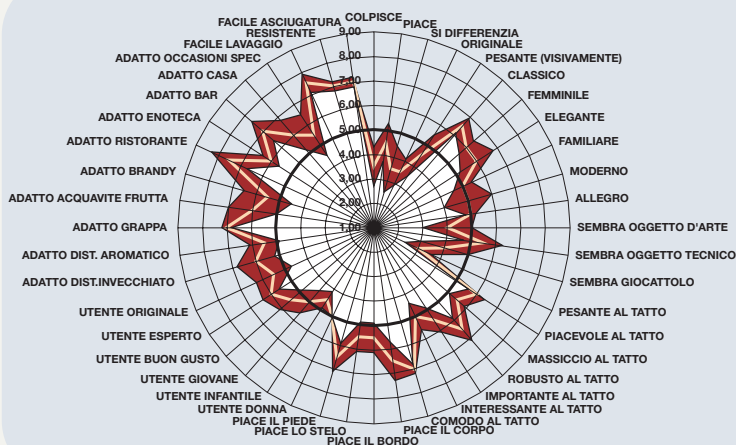 COLPISCE
PIACE
SI DIFFERENZIA
ORIGINALE
PESANTE (VISIVAMENTE)
CLASSICO
FEMMINILE
ELEGANTE
FAMILIARE
MODERNO
ALLEGRO
SEMBRA OGGETTO D'ARTE
SEMBRA OGGETTO TECNICO
SEMBRA GIOCATTOLO
PESANTE AL TATTO
PIACEVOLE AL TATTO
MASSICCIO AL TATTO
ROBUSTO AL TATTO
IMPORTANTE AL TATTO
INTERESSANTE AL TATTO
COMODO AL TATTO
PIACE IL CORPO
PIACE IL BORDO
PIACE LO STELO
PIACE IL PIEDE
UTENTE DONNA
UTENTE INFANTILE
UTENTE GIOVANE
UTENTE BUON GUSTO
UTENTE ESPERTO
UTENTE ORIGINALE
ADATTO DIST.INVECCHIATO
ADATTO DIST. AROMATICO
ADATTO GRAPPA
ADATTO ACQUAVITE FRUTTA
ADATTO BRANDY
ADATTO RISTORANTE
ADATTO ENOTECA
ADATTO BAR
ADATTO CASA
ADATTO OCCASIONI SPEC
FACILE LAVAGGIO
RESISTENTE
FACILE ASCIUGATURA
9,00
8,00
7,00
6,00
5,00
4,00
3,00
2,00
1,00